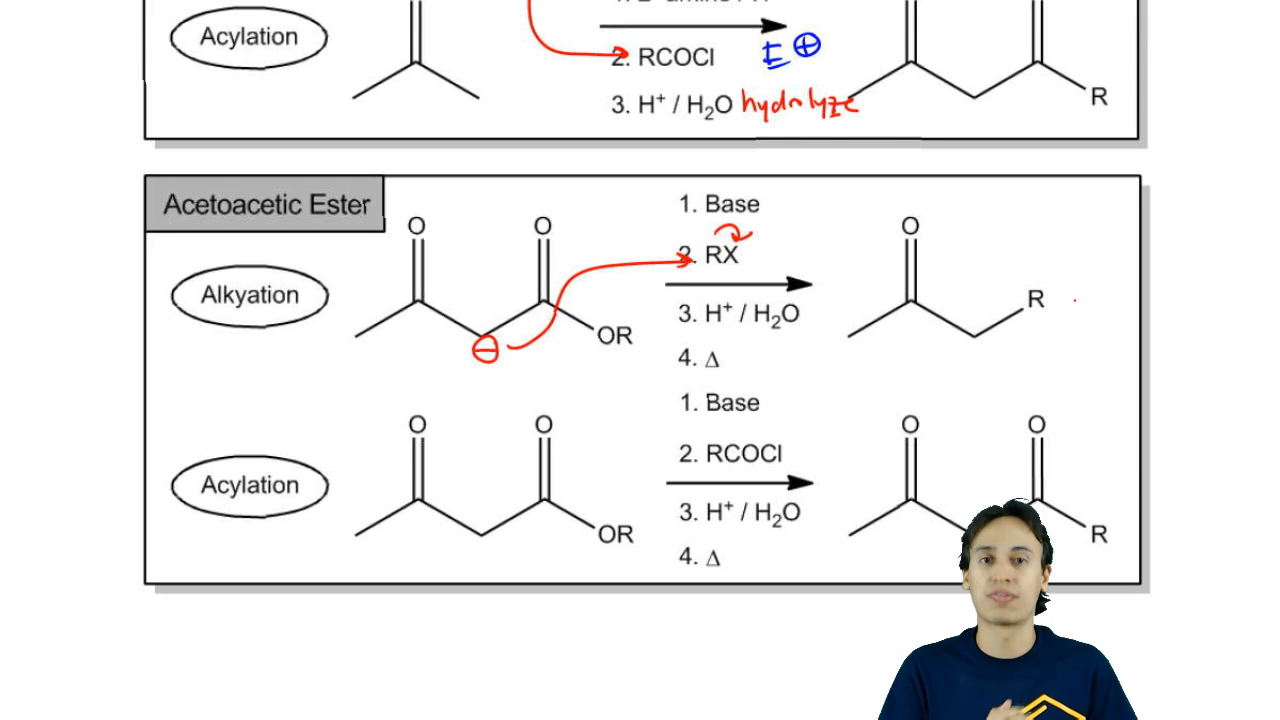 Acylation
O
2. RCOCl E ⊕
3. H⁺ / H₂O hydrolyze
R
Acetoacetic Ester
1. Base
O O O
2. RX
Alkyation
R
3. H⁺ / H₂O
OR
⊖
4. Δ
1. Base
O O O O
2. RCOCl
Acylation
3. H⁺ / H₂O
OR R
4. Δ